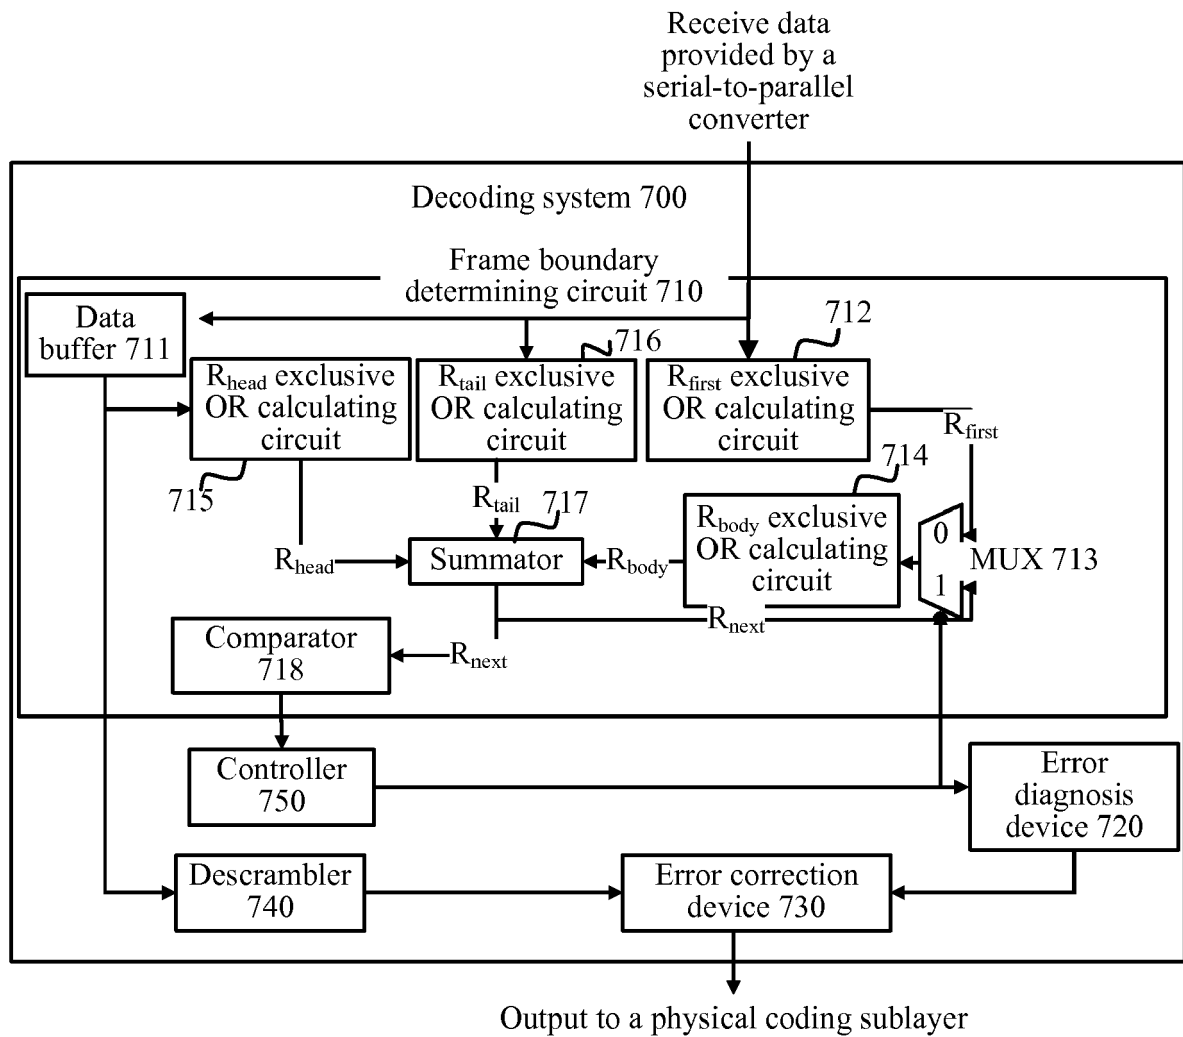 Receive data
provided by a
serial-to-parallel
converter
Decoding system 700
Frame boundary
determining circuit 710
Data
buffer 711
712
716
Rhead exclusive
OR calculating
circuit
Rtail exclusive
OR calculating
circuit
Rfirst exclusive
OR calculating
circuit
Rfirst
715
714
Rtail
717
Rbody exclusive
OR calculating
circuit
0
1
MUX 713
Rhead
Summator
Rbody
Rnext
Comparator
718
Rnext
Controller
750
Error
diagnosis
device 720
Descrambler
740
Error correction
device 730
Output to a physical coding sublayer